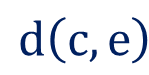 d(c, e)